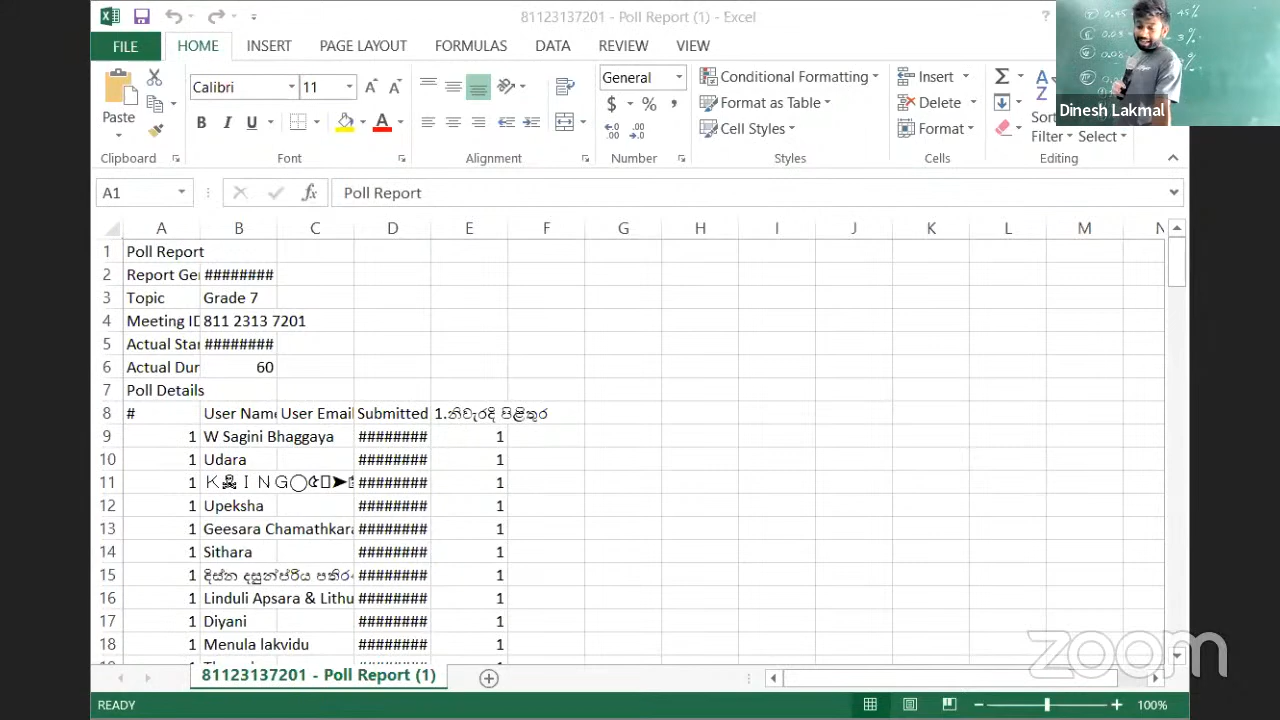 81123137201 - Poll Report (1) - Excel
?
FILE HOME INSERT PAGE LAYOUT FORMULAS DATA REVIEW VIEW
Dinesh Lakmal
Paste
Calibri 11
B I U
General
$ % ,
Conditional Formatting
Format as Table
Cell Styles
Insert
Delete
Format
Sort
Filter Select
Clipboard Font Alignment Number Styles Cells Editing
A1 fx Poll Report
A B C D E F G H I J K L M N
1 Poll Report
2 Report Ger ########
3 Topic Grade 7
4 Meeting ID 811 2313 7201
5 Actual Star ########
6 Actual Dur 60
7 Poll Details
8 # User Name User Email Submitted 1.නිවැරදි පිළිතුර
9 1 W Sagini Bhaggaya ######## 1
10 1 Udara ######## 1
11 1 ######## 1
12 1 Upeksha ######## 1
13 1 Geesara Chamathkara ######## 1
14 1 Sithara ######## 1
15 1 දිස්න දසුන්ප්රිය ######## 1
16 1 Linduli Apsara & Lithu ######## 1
17 1 Diyani ######## 1
18 1 Menula lakvidu ######## 1
zoom
81123137201 - Poll Report (1)
READY 100%